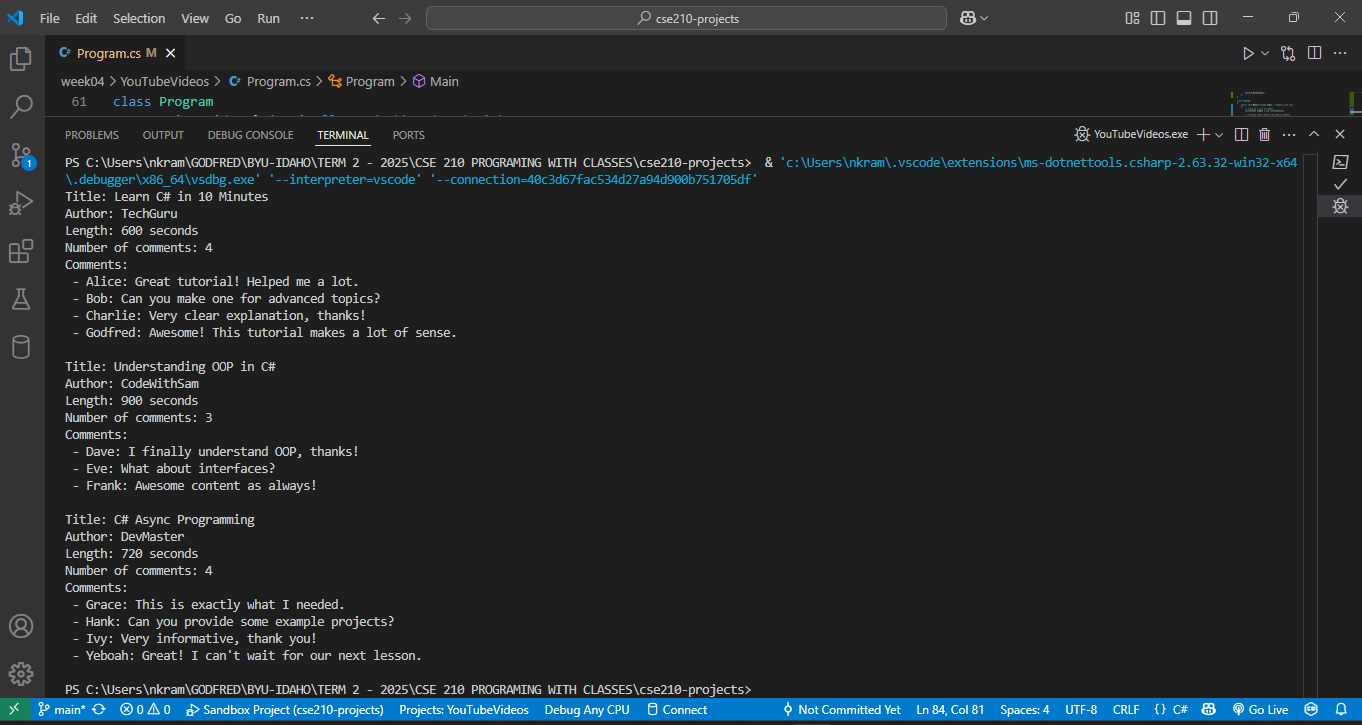 File Edit Selection View Go Run ··· cse210-projects
Program.cs M
week04 > YouTubeVideos > Program.cs > Program > Main
61 class Program
PROBLEMS OUTPUT DEBUG CONSOLE TERMINAL PORTS YouTubeVideos.exe
PS C:\Users\nkram\GODFRED\BYU-IDAHO\TERM 2 - 2025\CSE 210 PROGRAMING WITH CLASSES\cse210-projects> & 'c:\Users\nkram\.vscode\extensions\ms-dotnettools.csharp-2.63.32-win32-x64
\.debugger\x86_64\vsdbg.exe' '--interpreter=vscode' '--connection=40c3d67fac534d27a94d900b751705df'
Title: Learn C# in 10 Minutes
Author: TechGuru
Length: 600 seconds
Number of comments: 4
Comments:
- Alice: Great tutorial! Helped me a lot.
- Bob: Can you make one for advanced topics?
- Charlie: Very clear explanation, thanks!
- Godfred: Awesome! This tutorial makes a lot of sense.
Title: Understanding OOP in C#
Author: CodeWithSam
Length: 900 seconds
Number of comments: 3
Comments:
- Dave: I finally understand OOP, thanks!
- Eve: What about interfaces?
- Frank: Awesome content as always!
Title: C# Async Programming
Author: DevMaster
Length: 720 seconds
Number of comments: 4
Comments:
- Grace: This is exactly what I needed.
- Hank: Can you provide some example projects?
- Ivy: Very informative, thank you!
- Yeboah: Great! I can't wait for our next lesson.
PS C:\Users\nkram\GODFRED\BYU-IDAHO\TERM 2 - 2025\CSE 210 PROGRAMING WITH CLASSES\cse210-projects>
1
main* 0 0 Sandbox Project (cse210-projects) Projects: YouTubeVideos Debug Any CPU Connect Not Committed Yet Ln 84, Col 81 Spaces: 4 UTF-8 CRLF {} C# Go Live